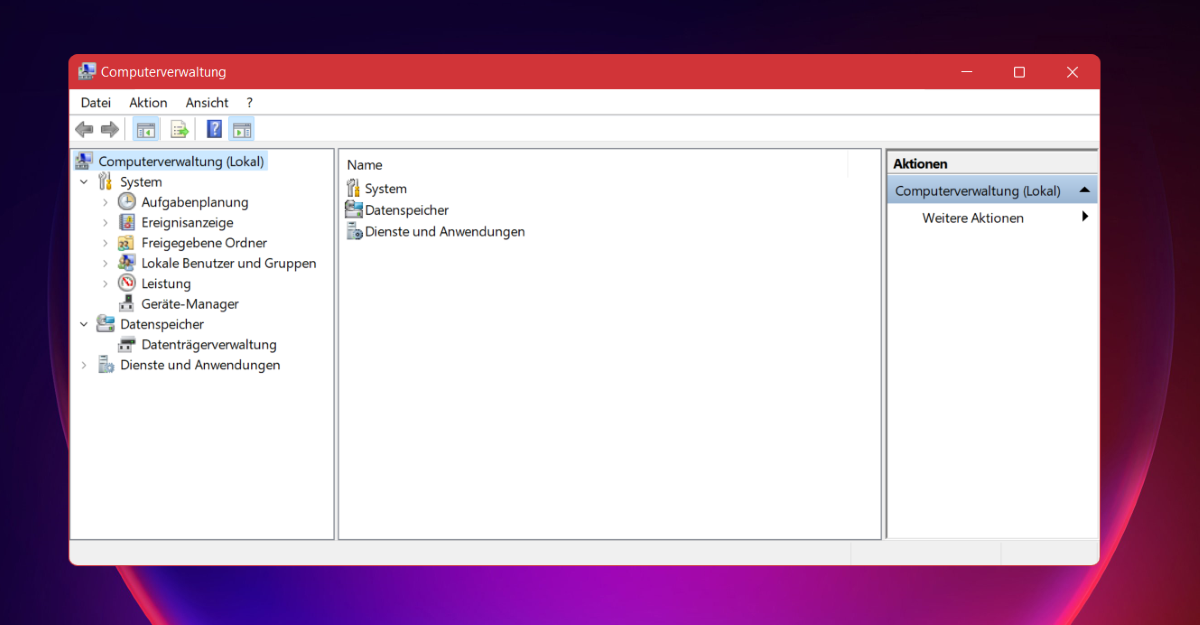 Computerverwaltung
Datei Aktion Ansicht ?
Computerverwaltung (Lokal)
System
Aufgabenplanung
Ereignisanzeige
Freigegebene Ordner
Lokale Benutzer und Gruppen
Leistung
Geräte-Manager
Datenspeicher
Datenträgerverwaltung
Dienste und Anwendungen
Name
System
Datenspeicher
Dienste und Anwendungen
Aktionen
Computerverwaltung (Lokal)
Weitere Aktionen